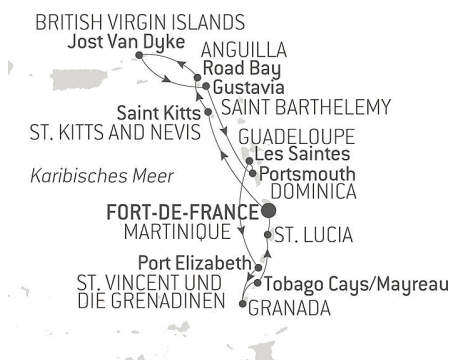 BRITISH VIRGIN ISLANDS
Jost Van Dyke
ANGUILLA
Road Bay
Gustavia
SAINT BARTHELEMY
Saint Kitts
ST. KITTS AND NEVIS
GUADELOUPE
Les Saintes
Karibisches Meer
Portsmouth
DOMINICA
FORT-DE-FRANCE
MARTINIQUE
ST. LUCIA
Port Elizabeth
ST. VINCENT UND
DIE GRENADINEN
Tobago Cays/Mayreau
GRANADA